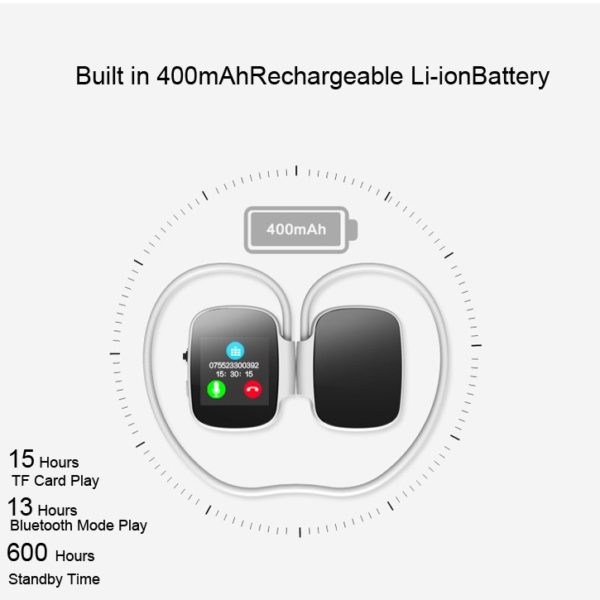 Built in 400mAhRechargeable Li-ionBattery
400mAh
075523300392
15: 30: 15
15 Hours
TF Card Play
13 Hours
Bluetooth Mode Play
600 Hours
Standby Time